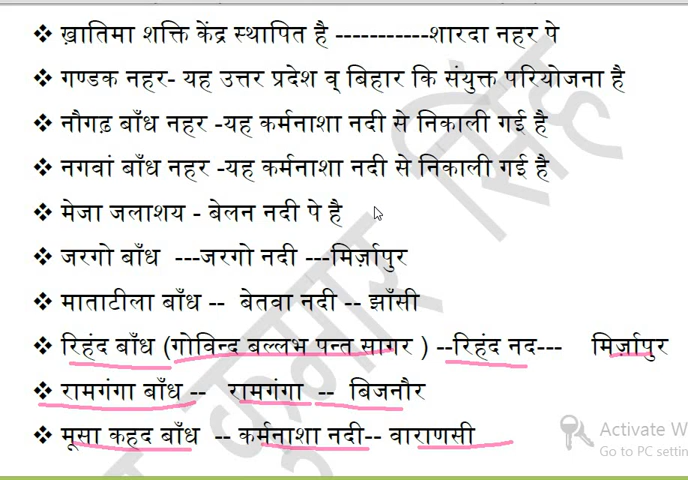 ❖ ख़ातिमा शक्ति केंद्र स्थापित है -----------शारदा नहर पे
❖ गण्डक नहर- यह उत्तर प्रदेश व् बिहार कि संयुक्त परियोजना है
❖ नौगढ़ बाँध नहर -यह कर्मनाशा नदी से निकाली गई है
❖ नगवां बाँध नहर -यह कर्मनाशा नदी से निकाली गई है
❖ मेजा जलाशय - बेलन नदी पे है
❖ जरगो बाँध ---जरगो नदी ---मिर्ज़ापुर
❖ माताटीला बाँध -- बेतवा नदी -- झाँसी
❖ रिहंद बाँध (गोविन्द बल्लभ पन्त सागर ) --रिहंद नद--- मिर्ज़ापुर
❖ रामगंगा बाँध -- रामगंगा -- बिजनौर
❖ मूसा कहद बाँध -- कर्मनाशा नदी-- वाराणसी
कुमार सिंह
Activate W
Go to PC settin